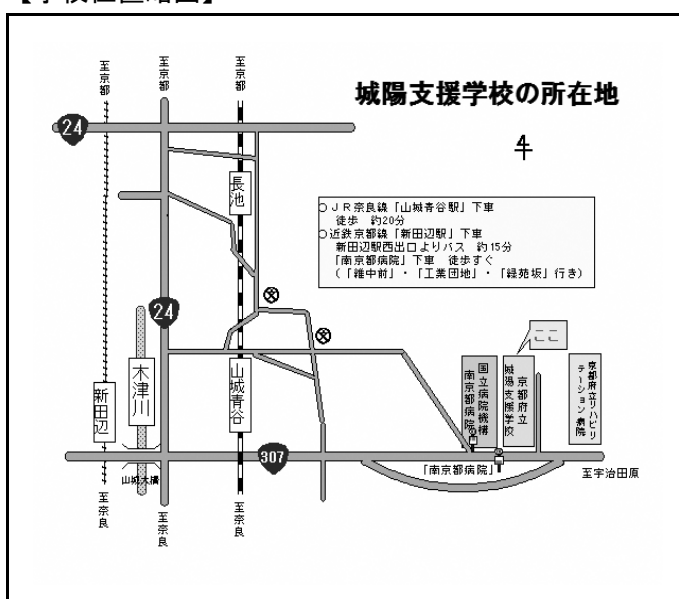 至京都
至京都
至京都
城陽支援学校の所在地
24
長池
○JR奈良線「山城青谷駅」下車
徒歩 約20分
○近鉄京都線「新田辺駅」下車
新田辺駅西出口よりバス 約15分
「南京都病院」下車 徒歩すぐ
(「維中前」・「工業団地」・「緑苑坂」行き)
24
ここ
木津川
山城青谷
新田辺
国立病院機構
南京都病院
京都府立
城陽支援学校
京都府立リハビリ
テーション病院
307
「南京都病院」
至宇治田原
山城大橋
至奈良
至奈良
至奈良